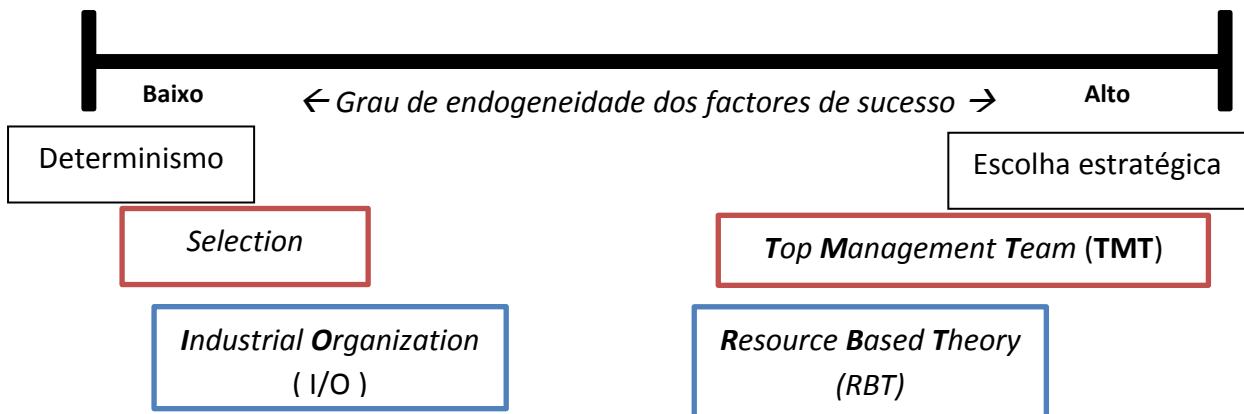 Baixo ← Grau de endogeneidade dos factores de sucesso → Alto
Determinismo
Escolha estratégica
Selection
Top Management Team (TMT)
Industrial Organization
( I/O )
Resource Based Theory
(RBT)